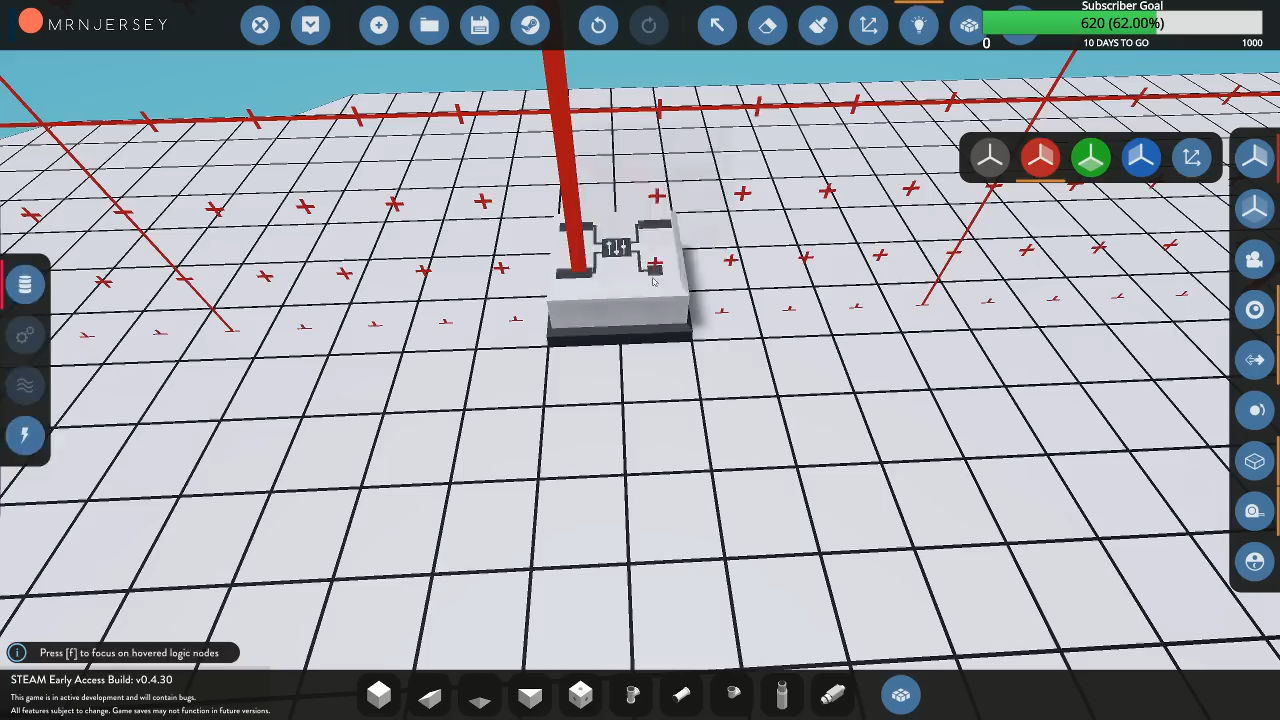 MRNJERSEY
Subscriber Goal
620 (62.00%)
0
10 DAYS TO GO
1000
Press [f] to focus on hovered logic nodes
STEAM Early Access Build: v0.4.30
This game is in active development and will contain bugs.
All features subject to change. Game saves may not function in future versions.